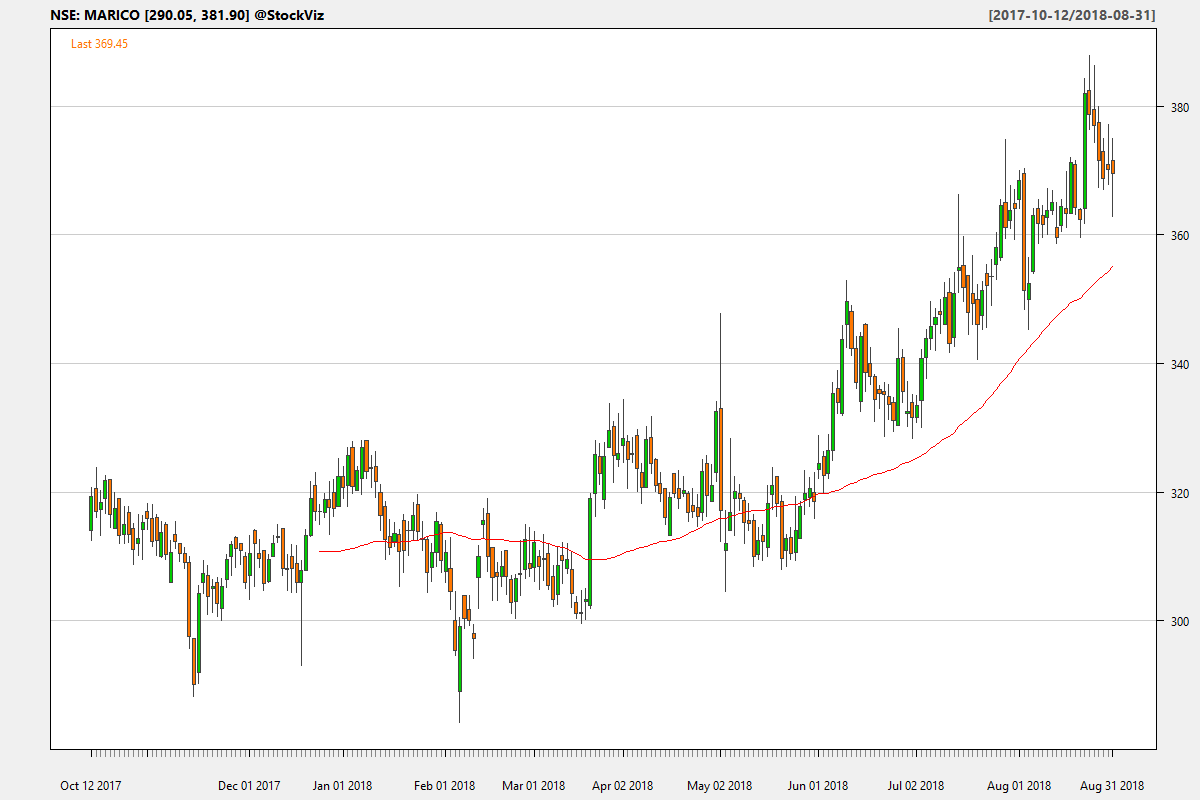 NSE: MARICO [290.05, 381.90] @StockViz
[2017-10-12/2018-08-31]
Last 369.45
380
360
340
320
300
Oct 12 2017
Dec 01 2017
Jan 01 2018
Feb 01 2018
Mar 01 2018
Apr 02 2018
May 02 2018
Jun 01 2018
Jul 02 2018
Aug 01 2018
Aug 31 2018